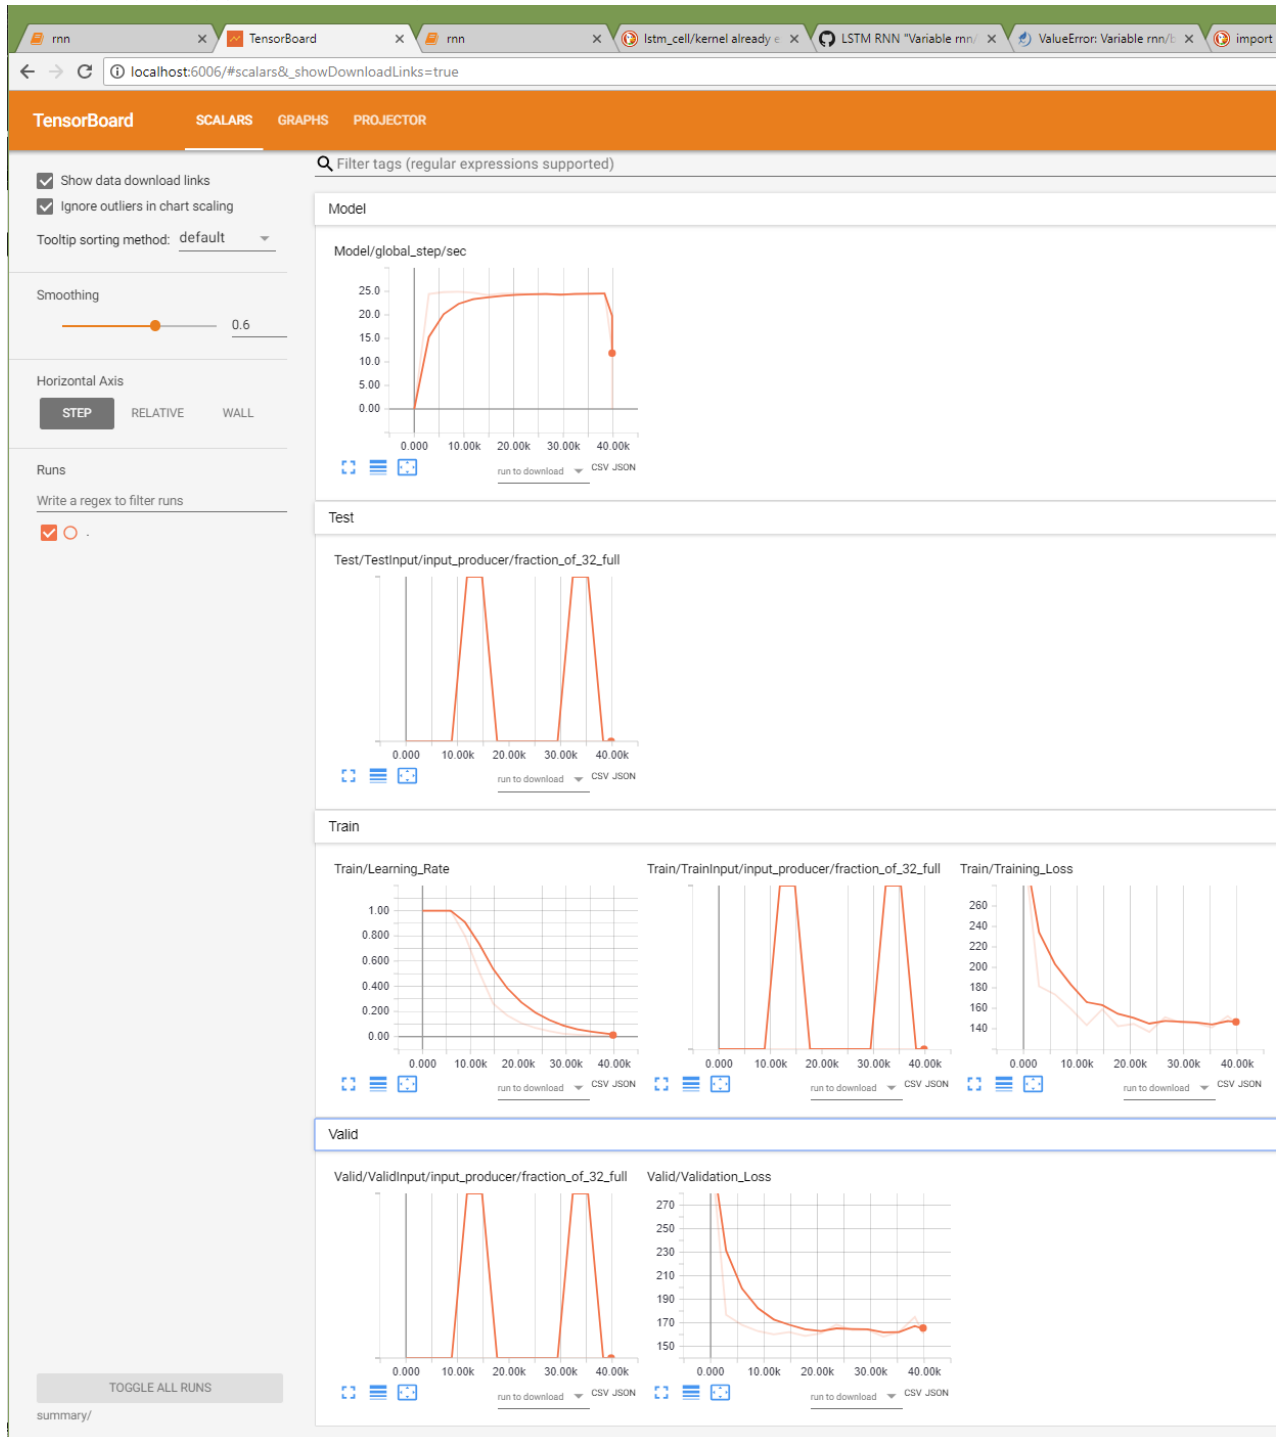 rnn
TensorBoard
rnn
lstm_cell/kernel already e
LSTM RNN "Variable rnn/
ValueError: Variable rnn/b
import
localhost:6006/#scalars&_showDownloadLinks=true
TensorBoard SCALARS GRAPHS PROJECTOR
Show data download links
Ignore outliers in chart scaling
Tooltip sorting method: default
Smoothing
0.6
Horizontal Axis
STEP RELATIVE WALL
Runs
Write a regex to filter runs
.
TOGGLE ALL RUNS
summary/
Filter tags (regular expressions supported)
Model
Model/global_step/sec
25.0
20.0
15.0
10.0
5.00
0.00
0.000 10.00k 20.00k 30.00k 40.00k
run to download CSV JSON
Test
Test/TestInput/input_producer/fraction_of_32_full
0.000 10.00k 20.00k 30.00k 40.00k
run to download CSV JSON
Train
Train/Learning_Rate
1.00
0.800
0.600
0.400
0.200
0.00
0.000 10.00k 20.00k 30.00k 40.00k
run to download CSV JSON
Train/TrainInput/input_producer/fraction_of_32_full
0.000 10.00k 20.00k 30.00k 40.00k
run to download CSV JSON
Train/Training_Loss
260
240
220
200
180
160
140
0.000 10.00k 20.00k 30.00k 40.00k
run to download CSV JSON
Valid
Valid/ValidInput/input_producer/fraction_of_32_full
0.000 10.00k 20.00k 30.00k 40.00k
run to download CSV JSON
Valid/Validation_Loss
270
250
230
210
190
170
150
0.000 10.00k 20.00k 30.00k 40.00k
run to download CSV JSON